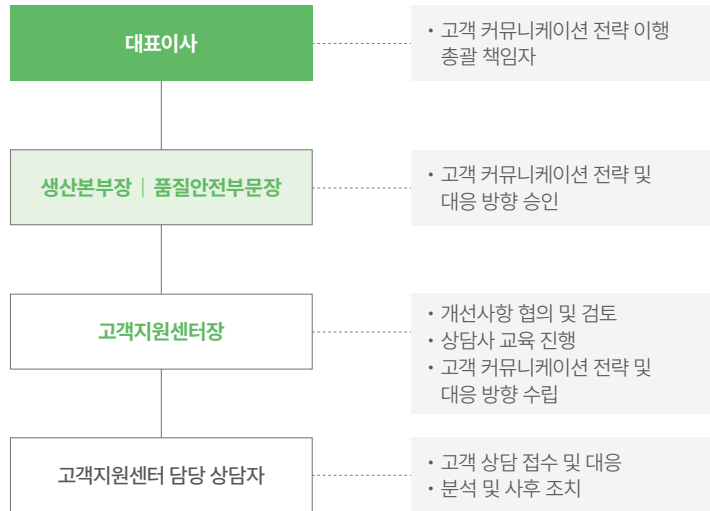 대표이사
• 고객 커뮤니케이션 전략 이행
총괄 책임자
생산본부장 | 품질안전부문장
• 고객 커뮤니케이션 전략 및
대응 방향 승인
고객지원센터장
• 개선사항 협의 및 검토
• 상담사 교육 진행
• 고객 커뮤니케이션 전략 및
대응 방향 수립
고객지원센터 담당 상담자
• 고객 상담 접수 및 대응
• 분석 및 사후 조치